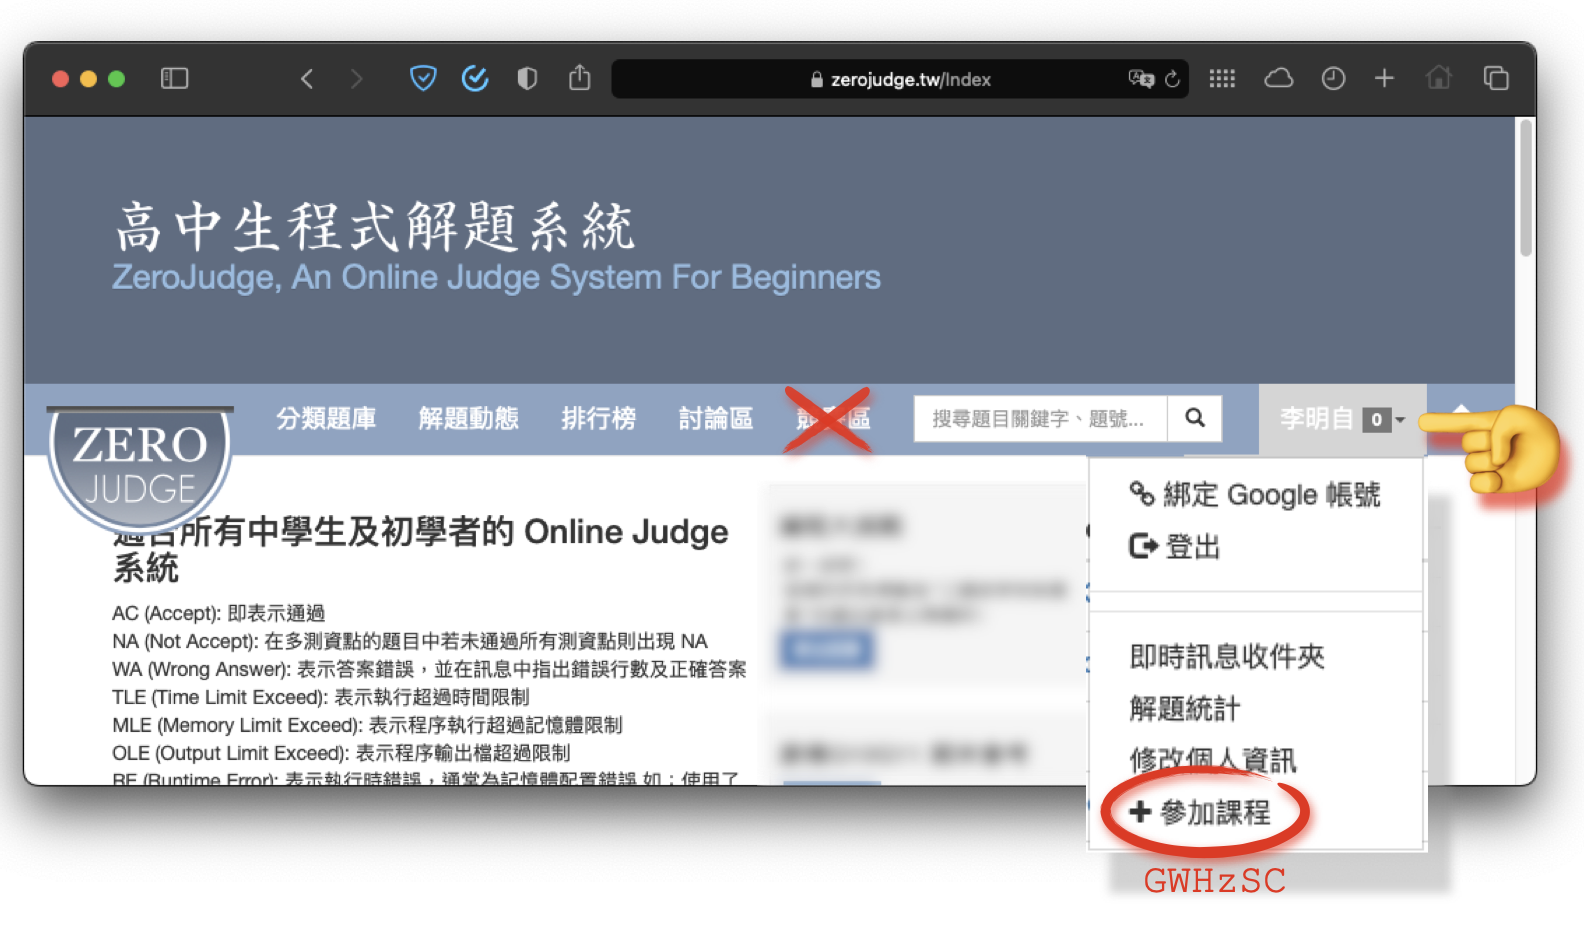 zerojudge.tw/Index
高中生程式解題系統
ZeroJudge, An Online Judge System For Beginners
ZERO
JUDGE
分類題庫 解題動態 排行榜 討論區 競賽區 搜尋題目關鍵字、題號... 李明自 0
適合所有中學生及初學者的 Online Judge
系統
AC (Accept): 即表示通過
NA (Not Accept): 在多測資點的題目中若未通過所有測資點則出現 NA
WA (Wrong Answer): 表示答案錯誤，並在訊息中指出錯誤行數及正確答案
TLE (Time Limit Exceed): 表示執行超過時間限制
MLE (Memory Limit Exceed): 表示程序執行超過記憶體限制
OLE (Output Limit Exceed): 表示程序輸出檔超過限制
RE (Runtime Error): 表示執行時錯誤，通常為記憶體配置錯誤 如：使用了
綁定 Google 帳號
登出
即時訊息收件夾
解題統計
修改個人資訊
參加課程
GWHzSC